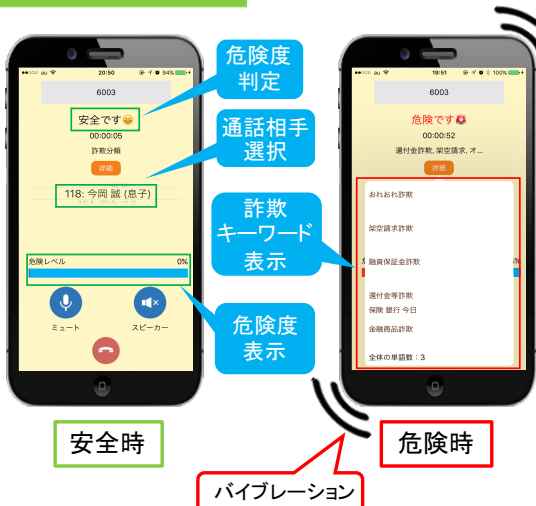 au 20:50 94%
6003
安全です
00:00:05
詐欺分類
詳細
118: 今岡 誠 (息子)
危険レベル 0%
ミュート スピーカー
安全時
危険度
判定
通話相手
選択
詐欺
キーワード
表示
危険度
表示
au 19:51 100%
6003
危険です
00:00:52
還付金詐欺, 架空請求, オ...
詳細
おれおれ詐欺
架空請求詐欺
融資保証金詐欺
還付金等詐欺
保険 銀行 今日
金融商品詐欺
全体の単語数：3
危険時
バイブレーション